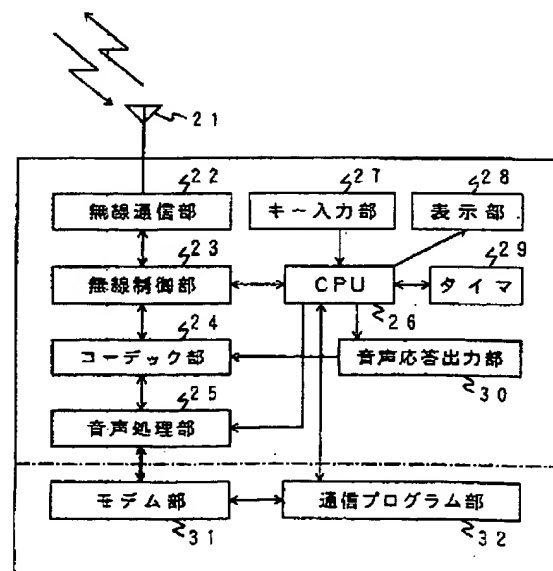 21
22
27
28
無線通信部
キー入力部
表示部
23
29
無線制御部
CPU
タイマ
24
26
コーデック部
音声応答出力部
25
30
音声処理部
モデム部
通信プログラム部
31
32